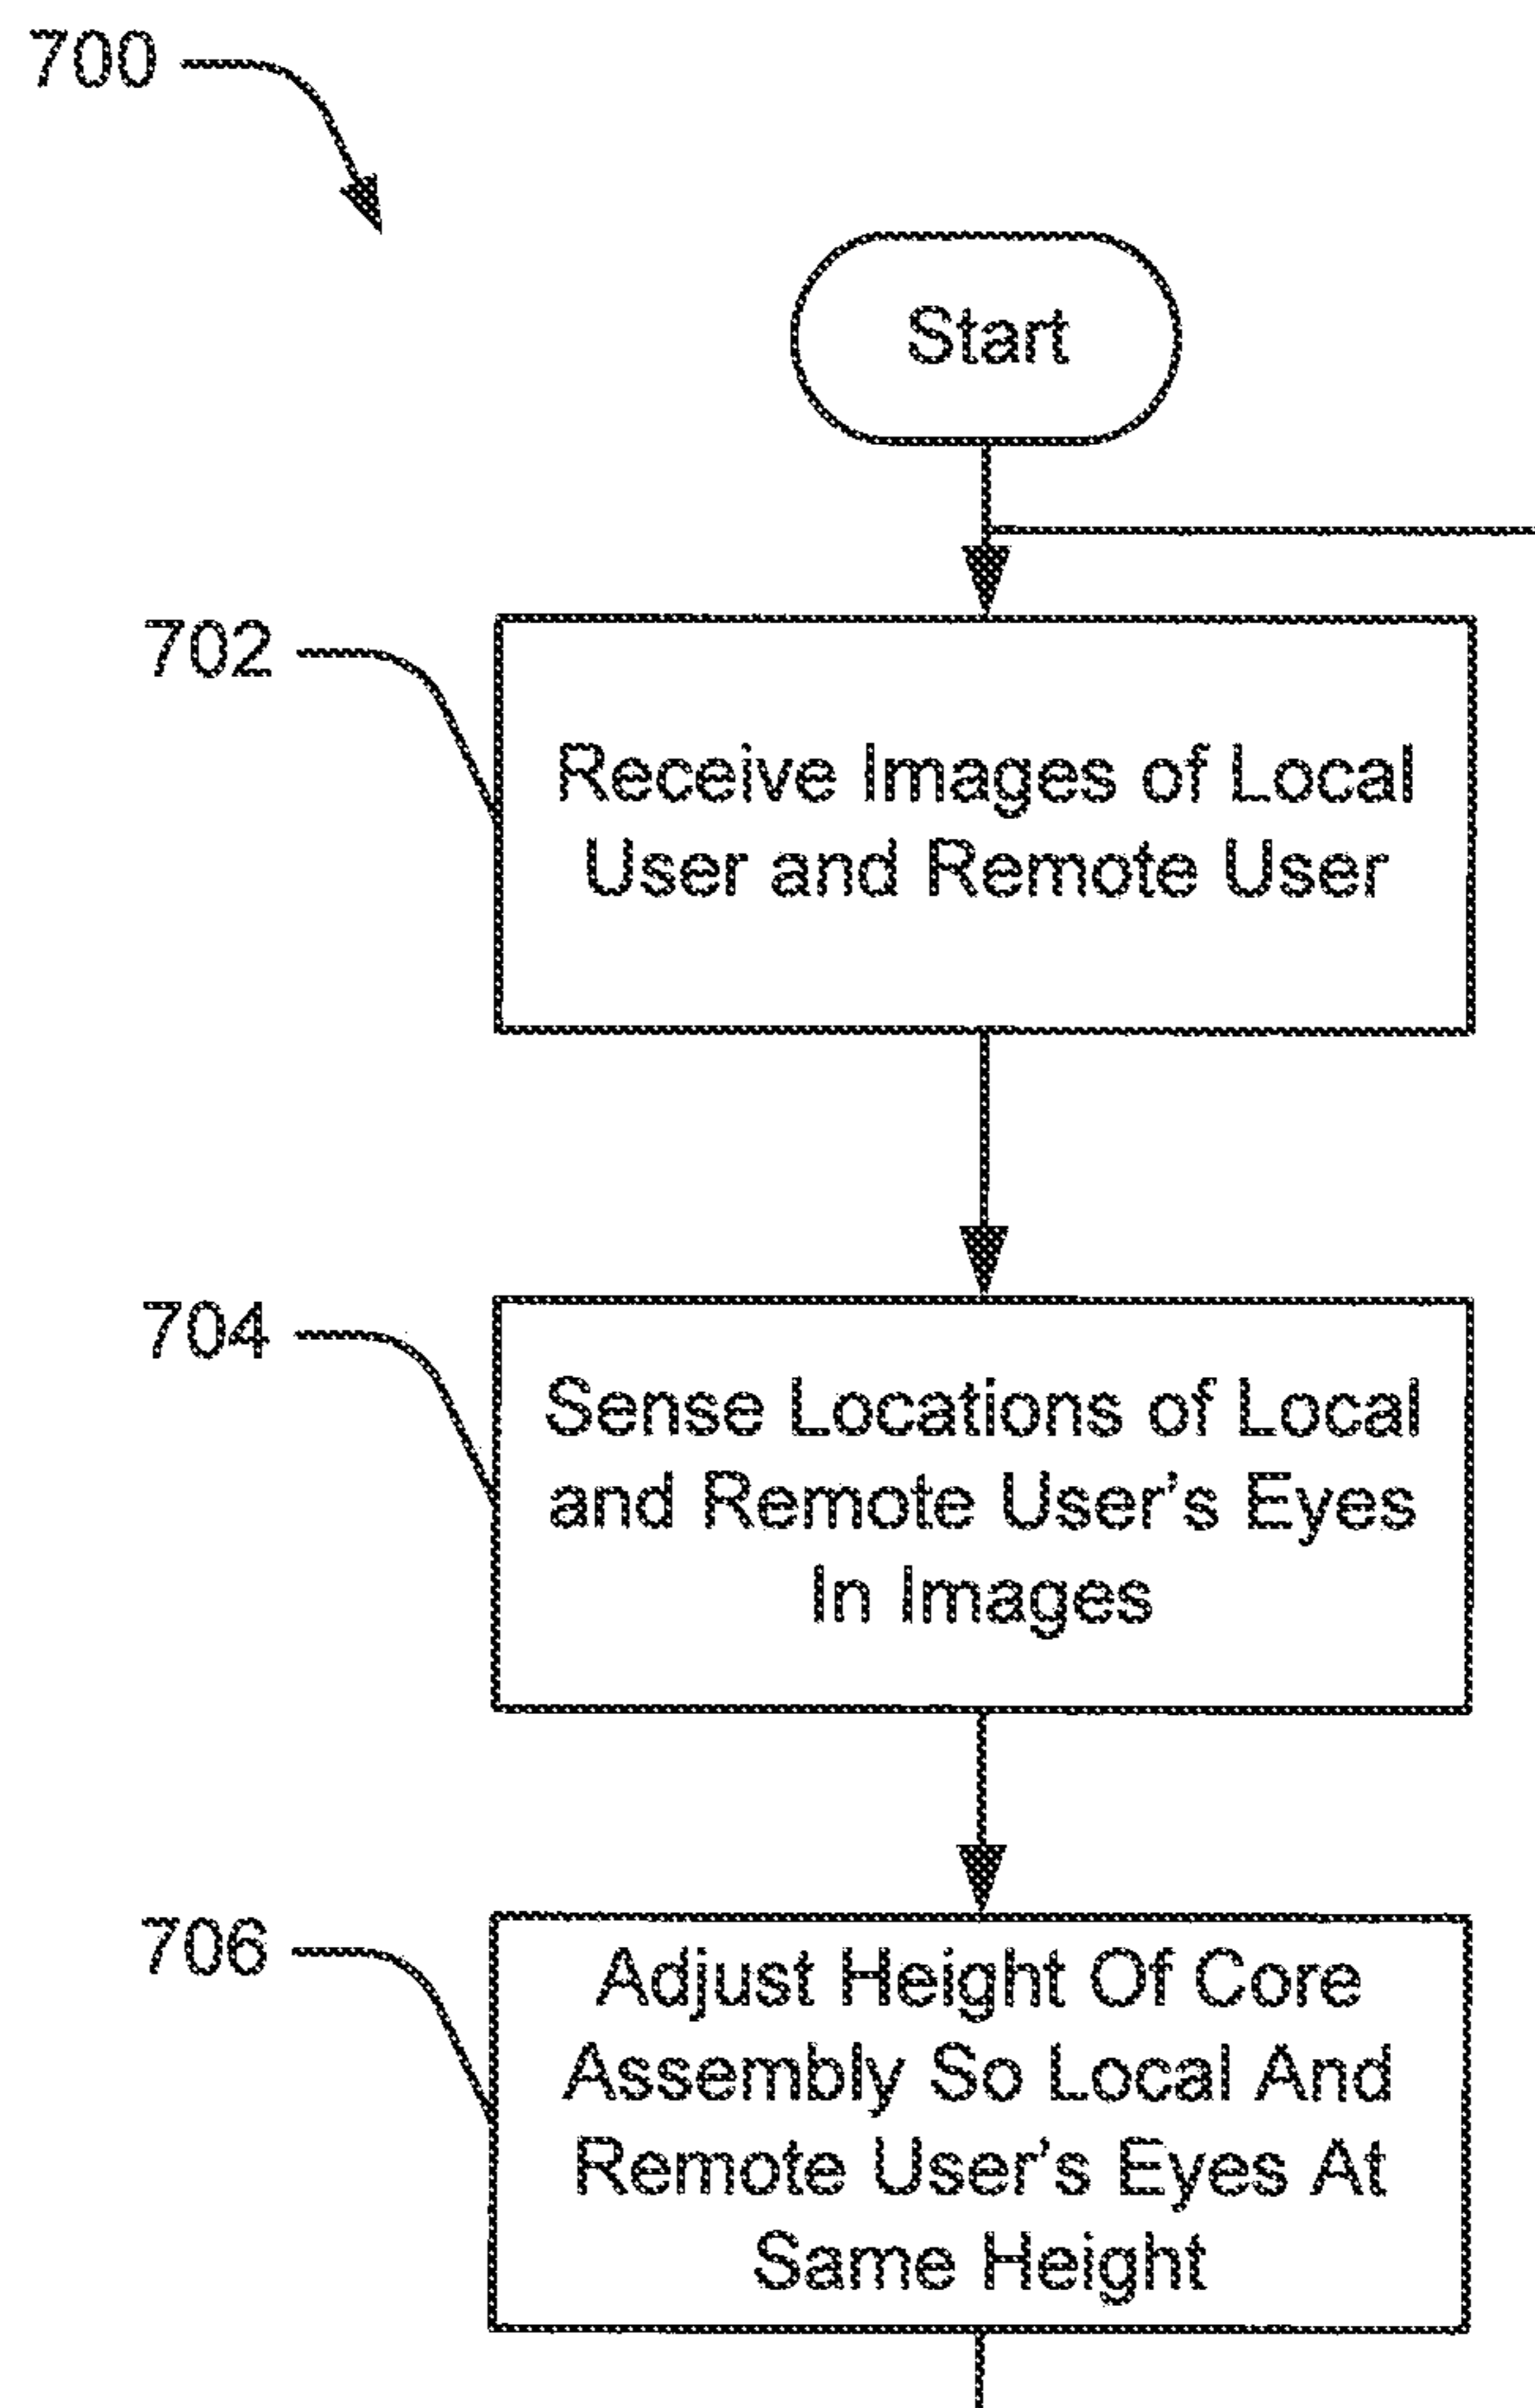 700
Start
702
Receive Images of Local
User and Remote User
704
Sense Locations of Local
and Remote User's Eyes
In Images
706
Adjust Height Of Core
Assembly So Local And
Remote User's Eyes At
Same Height